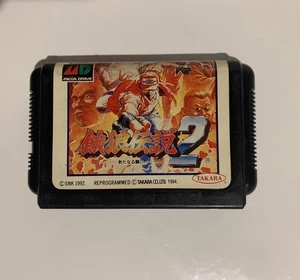 MEGA DRIVE
餓狼伝説2
新たなる闘い
©SNK 1992 REPROGRAMMED © TAKARA CO.,LTD 1994.
TAKARA